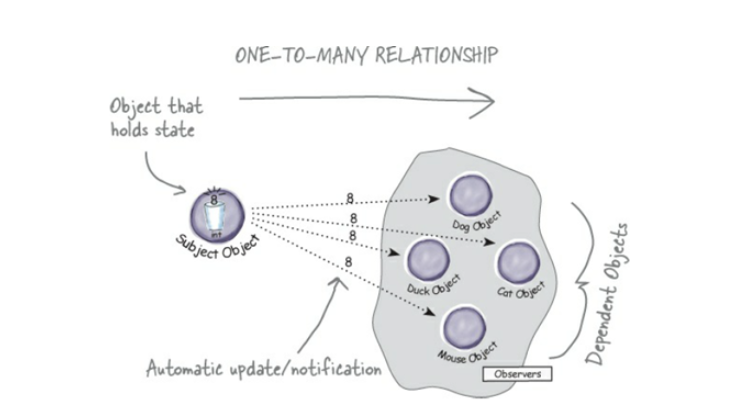 ONE-TO-MANY RELATIONSHIP
Object that
holds state
8
int
Subject Object
8
8
8
8
Dog Object
Duck Object
Cat Object
Mouse Object
Observers
Dependent Objects
Automatic update/notification